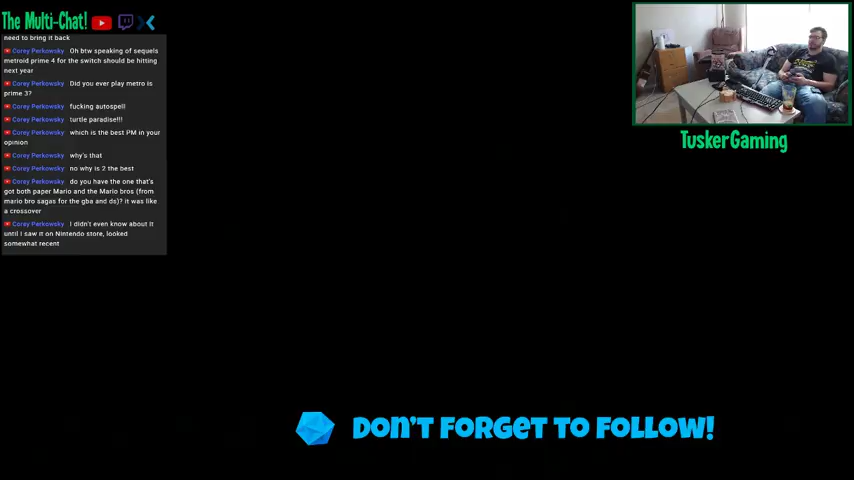 The Multi-Chat!
need to bring it back
Corey Perkowsky Oh btw speaking of sequels
metroid prime 4 for the switch should be hitting
next year
Corey Perkowsky Did you ever play metro is
prime 3?
Corey Perkowsky fucking autospell
Corey Perkowsky turtle paradise!!!
Corey Perkowsky which is the best PM in your
opinion
Corey Perkowsky why's that
Corey Perkowsky no why is 2 the best
Corey Perkowsky do you have the one that's
got both paper Mario and the Mario bros (from
mario bro sagas for the gba and ds)? it was like
a crossover
Corey Perkowsky I didn't even know about it
until I saw it on Nintendo store, looked
somewhat recent
TuskerGaming
DON'T FORGET TO FOLLOW!